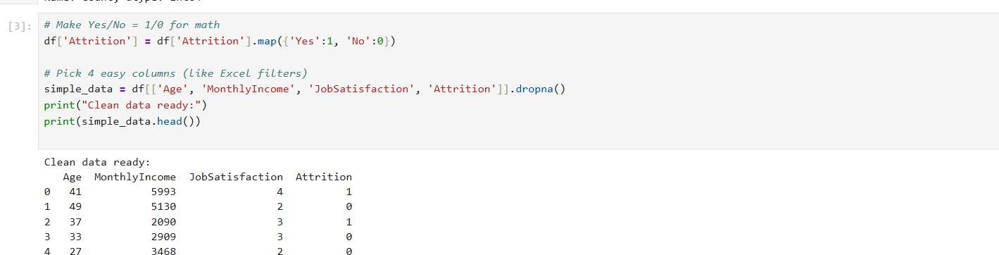 [3]: # Make Yes/No = 1/0 for math
df['Attrition'] = df['Attrition'].map({'Yes':1, 'No':0})
# Pick 4 easy columns (like Excel filters)
simple_data = df[['Age', 'MonthlyIncome', 'JobSatisfaction', 'Attrition']].dropna()
print("Clean data ready:")
print(simple_data.head())
Clean data ready:
Age MonthlyIncome JobSatisfaction Attrition
0 41 5993 4 1
1 49 5130 2 0
2 37 2090 3 1
3 33 2909 3 0
4 27 3468 2 0